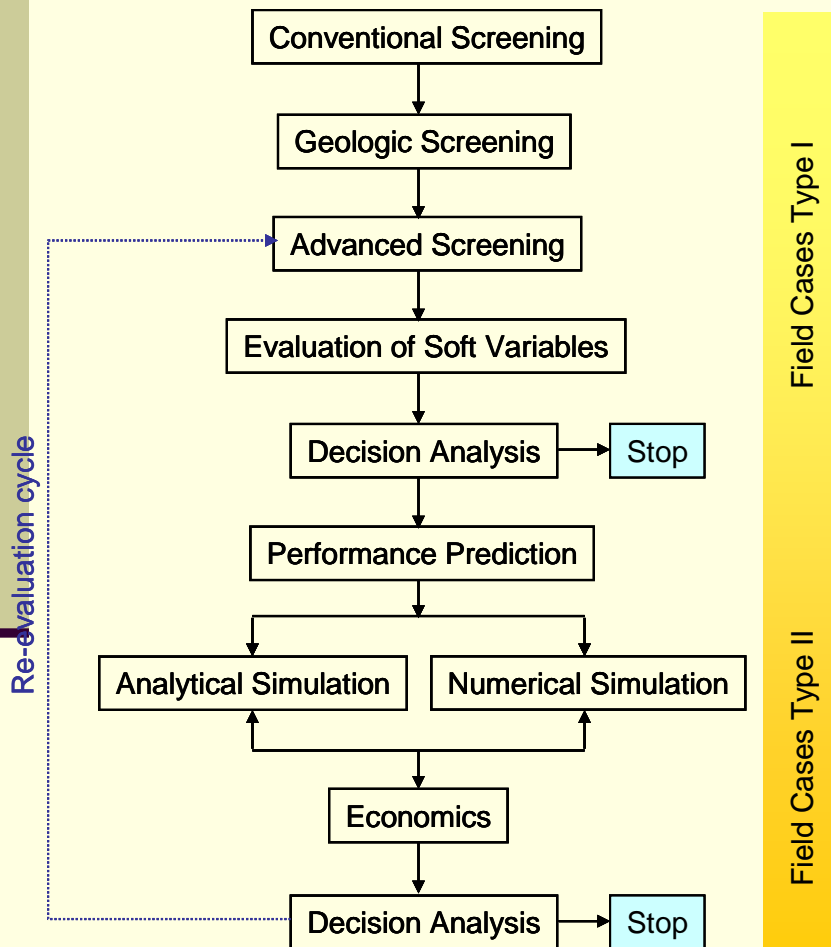 Conventional Screening
Geologic Screening
Advanced Screening
Evaluation of Soft Variables
Decision Analysis
Stop
Performance Prediction
Analytical Simulation
Numerical Simulation
Economics
Decision Analysis
Stop
Re-evaluation cycle
Field Cases Type I
Field Cases Type II